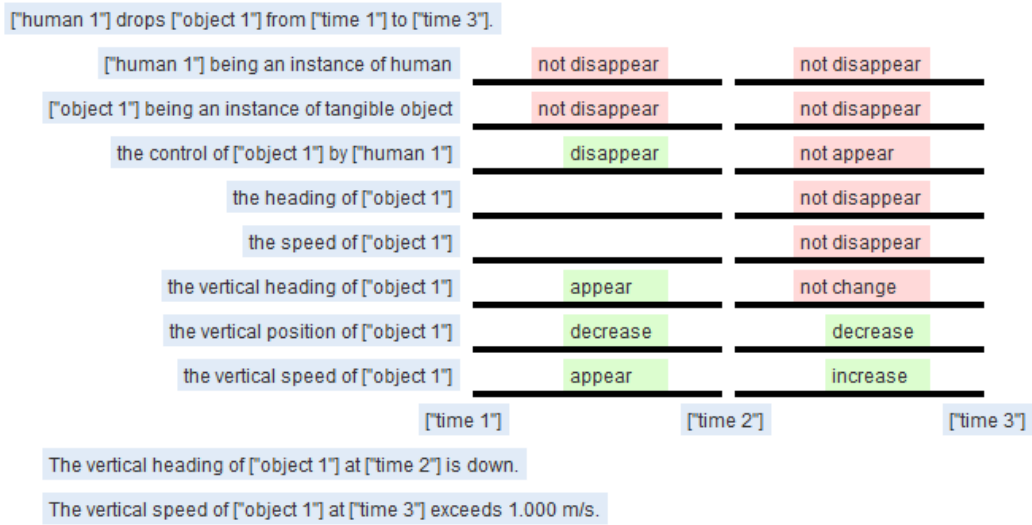 ["human 1"] drops ["object 1"] from ["time 1"] to ["time 3"].
["human 1"] being an instance of human not disappear not disappear
["object 1"] being an instance of tangible object not disappear not disappear
the control of ["object 1"] by ["human 1"] disappear not appear
the heading of ["object 1"] not disappear
the speed of ["object 1"] not disappear
the vertical heading of ["object 1"] appear not change
the vertical position of ["object 1"] decrease decrease
the vertical speed of ["object 1"] appear increase
["time 1"] ["time 2"] ["time 3"]
The vertical heading of ["object 1"] at ["time 2"] is down.
The vertical speed of ["object 1"] at ["time 3"] exceeds 1.000 m/s.